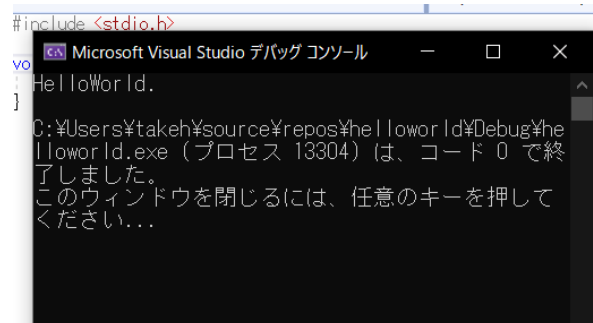 #include <stdio.h>
Microsoft Visual Studio デバッグ コンソール
vo
HelloWorld.
}
C:¥Users¥takeh¥source¥repos¥helloworld¥Debug¥he
lloworld.exe (プロセス 13304) は、コード 0 で終
了しました。
このウィンドウを閉じるには、任意のキーを押して
ください...